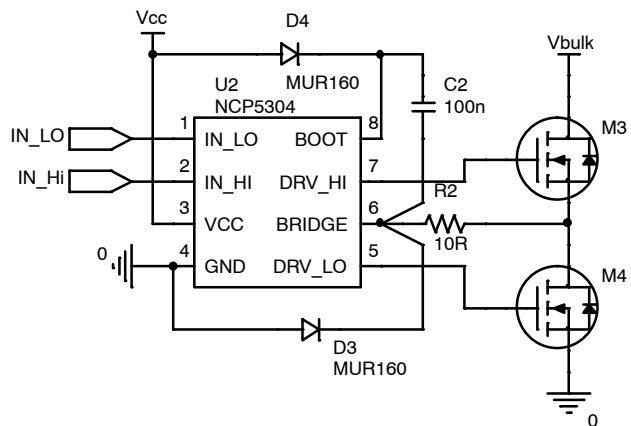 Vcc
D4
MUR160
Vbulk
U2
NCP5304
C2
100n
M3
IN_LO
1
IN_LO
BOOT
8
IN_Hi
2
IN_HI
DRV_HI
7
R2
3
VCC
BRIDGE
6
10R
0
4
GND
DRV_LO
5
M4
D3
MUR160
0